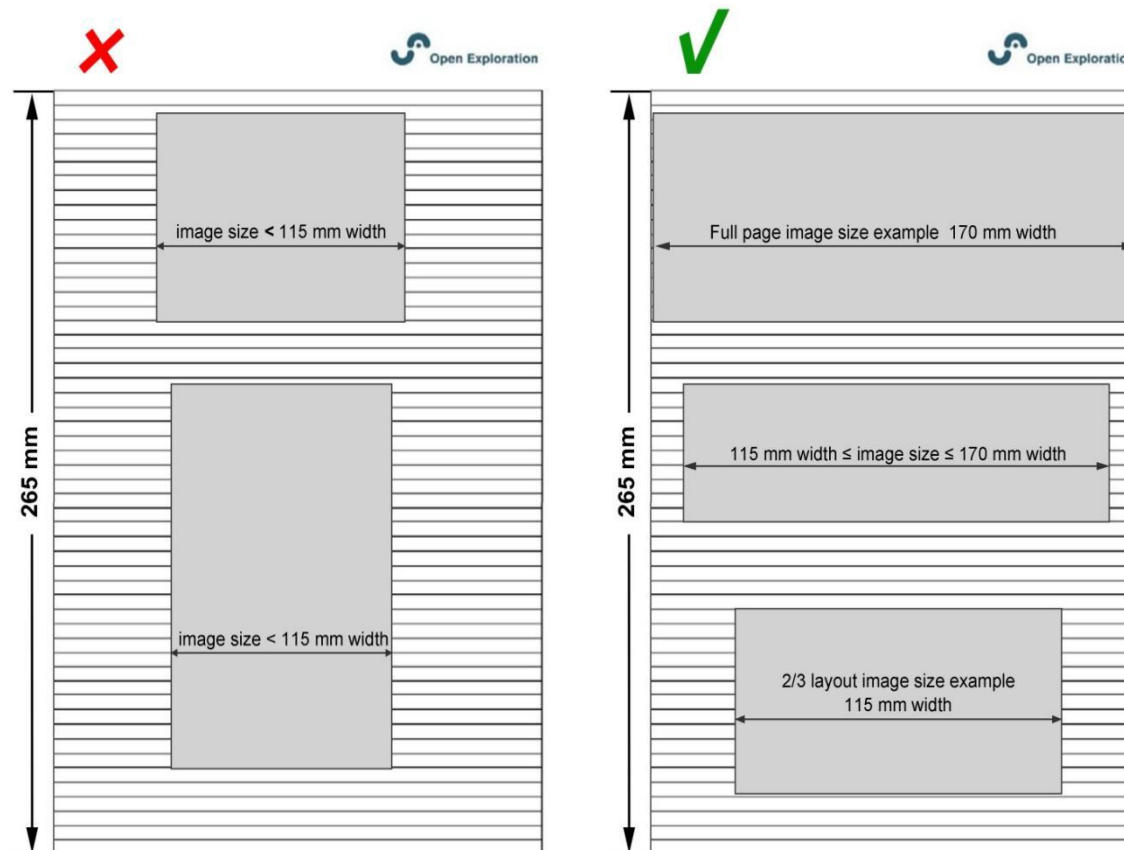 Open Exploration
265 mm
image size < 115 mm width
image size < 115 mm width
Open Exploratio
265 mm
Full page image size example 170 mm width
115 mm width ≤ image size ≤ 170 mm width
2/3 layout image size example
115 mm width